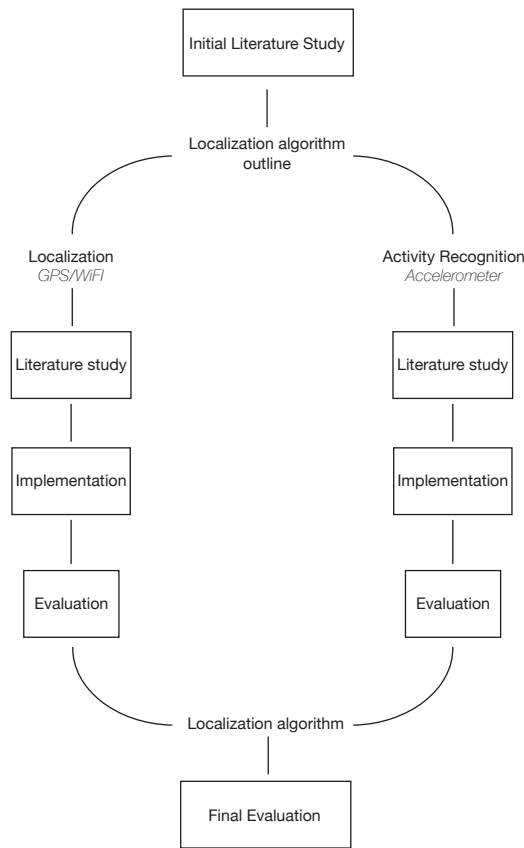 Initial Literature Study
Localization algorithm
outline
Localization
GPS/WiFI
Activity Recognition
Accelerometer
Literature study
Literature study
Implementation
Implementation
Evaluation
Evaluation
Localization algorithm
Final Evaluation